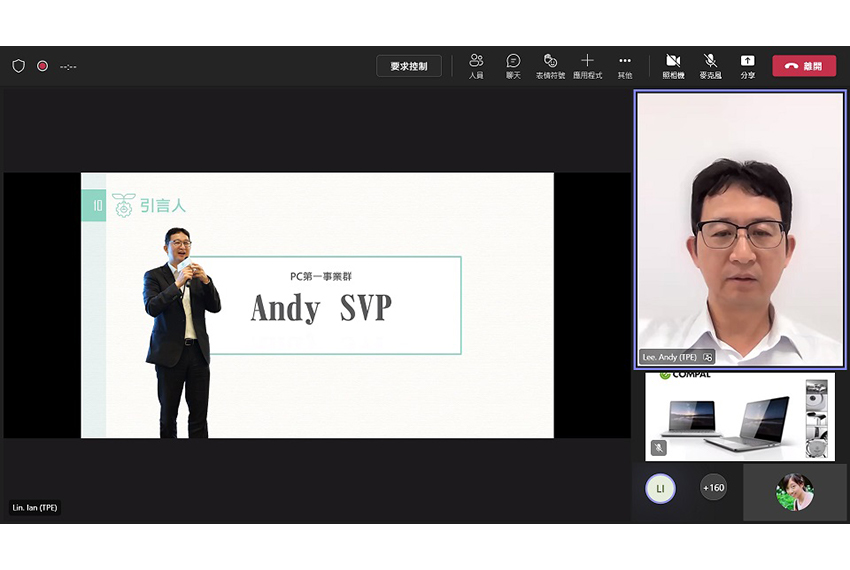 --:--
要求控制
人員
聊天
表情符號
應用程式
其他
照相機
麥克風
分享
離開
10
引言人
PC第一事業群
Andy SVP
Lee. Andy (TPE)
COMPAL
LI
+160
Lin. Ian (TPE)